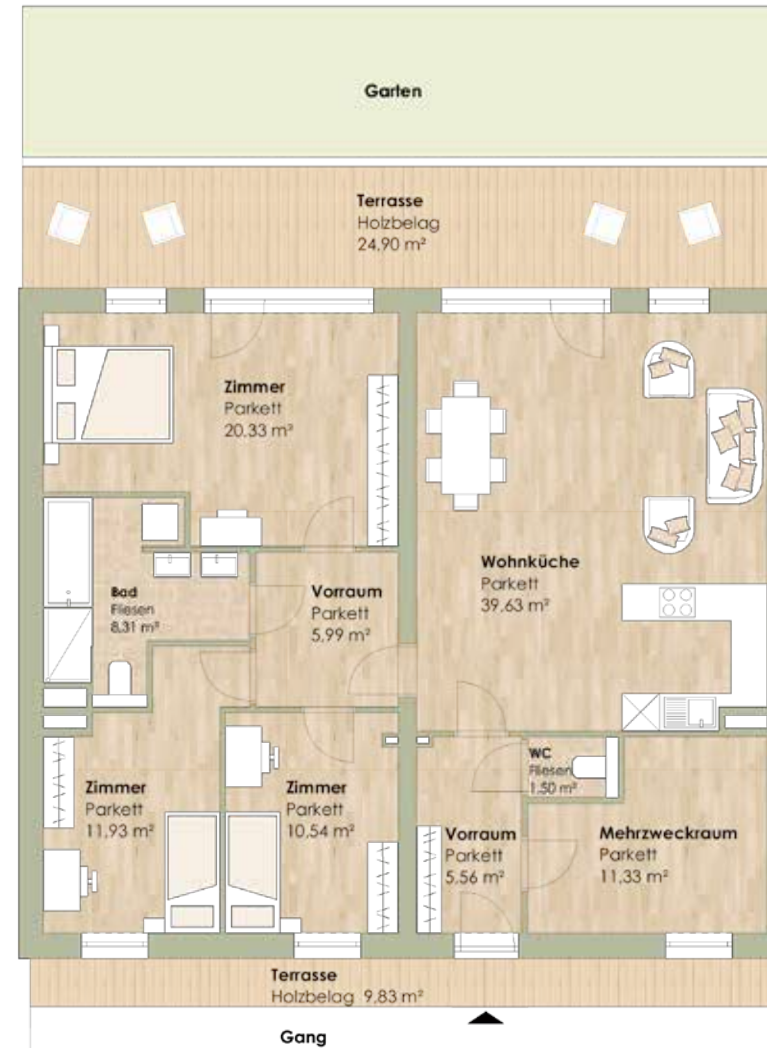 Garten
Terrasse
Holzbelag
24,90 m²
Zimmer
Parkett
20,33 m²
Wohnküche
Parkett
39,63 m²
Bad
Fliesen
8,31 m²
Vorraum
Parkett
5,99 m²
WC
Fliesen
1,50 m²
Zimmer
Parkett
11,93 m²
Zimmer
Parkett
10,54 m²
Vorraum
Parkett
5,56 m²
Mehrzweckraum
Parkett
11,33 m²
Terrasse
Holzbelag 9,83 m²
Gang